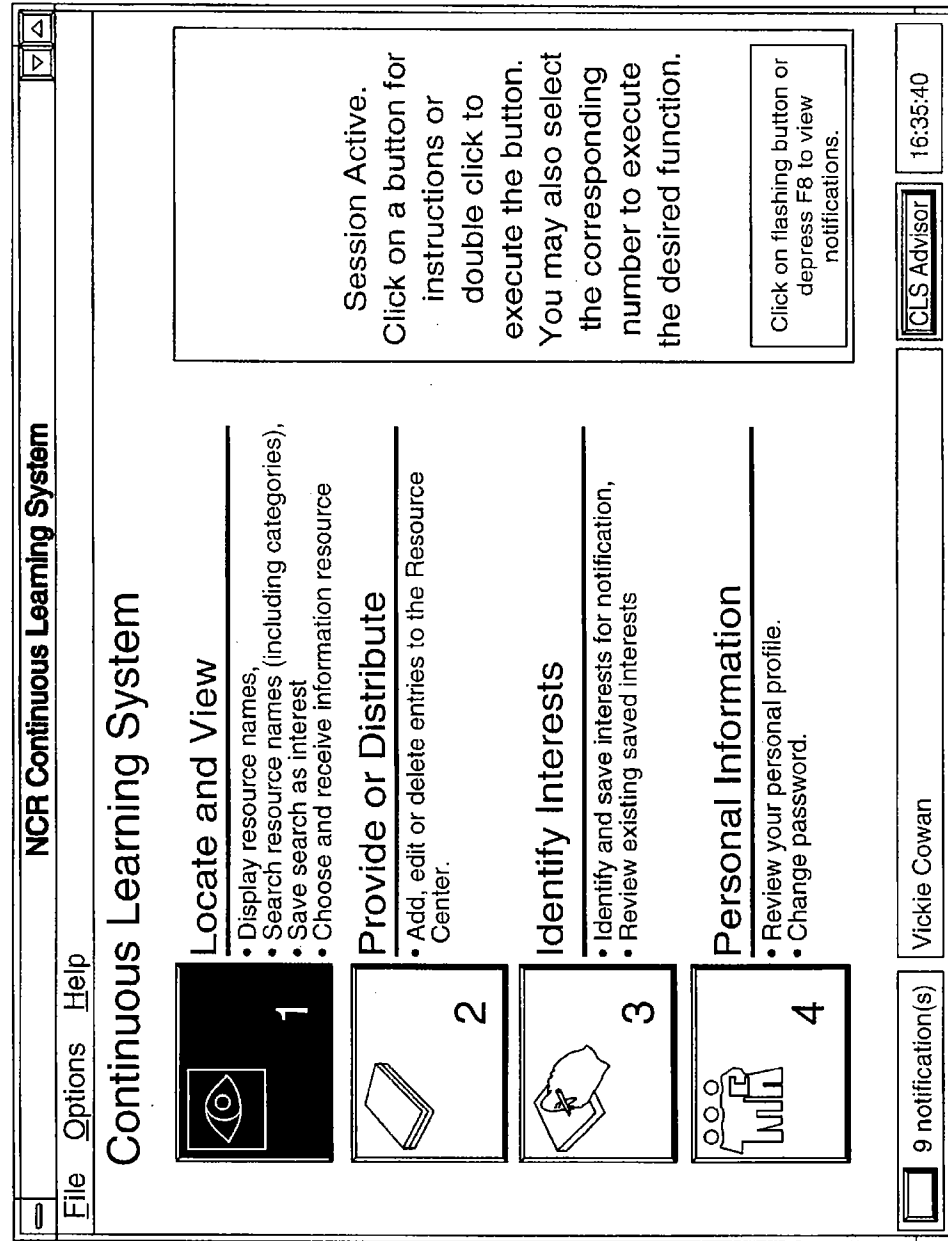 NCR Continuous Learning System
File Options Help
Continuous Learning System
1
Locate and View
• Display resource names,
• Search resource names (including categories),
• Save search as interest
• Choose and receive information resource
2
Provide or Distribute
• Add, edit or delete entries to the Resource
Center.
3
Identify Interests
• Identify and save interests for notification,
• Review existing saved interests
4
Personal Information
• Review your personal profile.
• Change password.
Session Active.
Click on a button for
instructions or
double click to
execute the button.
You may also select
the corresponding
number to execute
the desired function.
Click on flashing button or
depress F8 to view
notifications.
9 notification(s)
Vickie Cowan
CLS Advisor
16:35:40